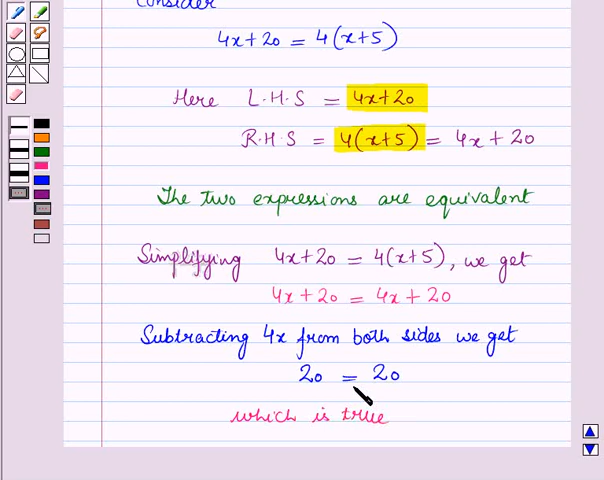 Consider
4x+20 = 4(x+5)
Here L.H.S = 4x+20
R.H.S = 4(x+5) = 4x + 20
The two expressions are equivalent
Simplifying 4x+20 = 4(x+5), we get
4x+20 = 4x+20
Subtracting 4x from both sides we get
20 = 20
which is true